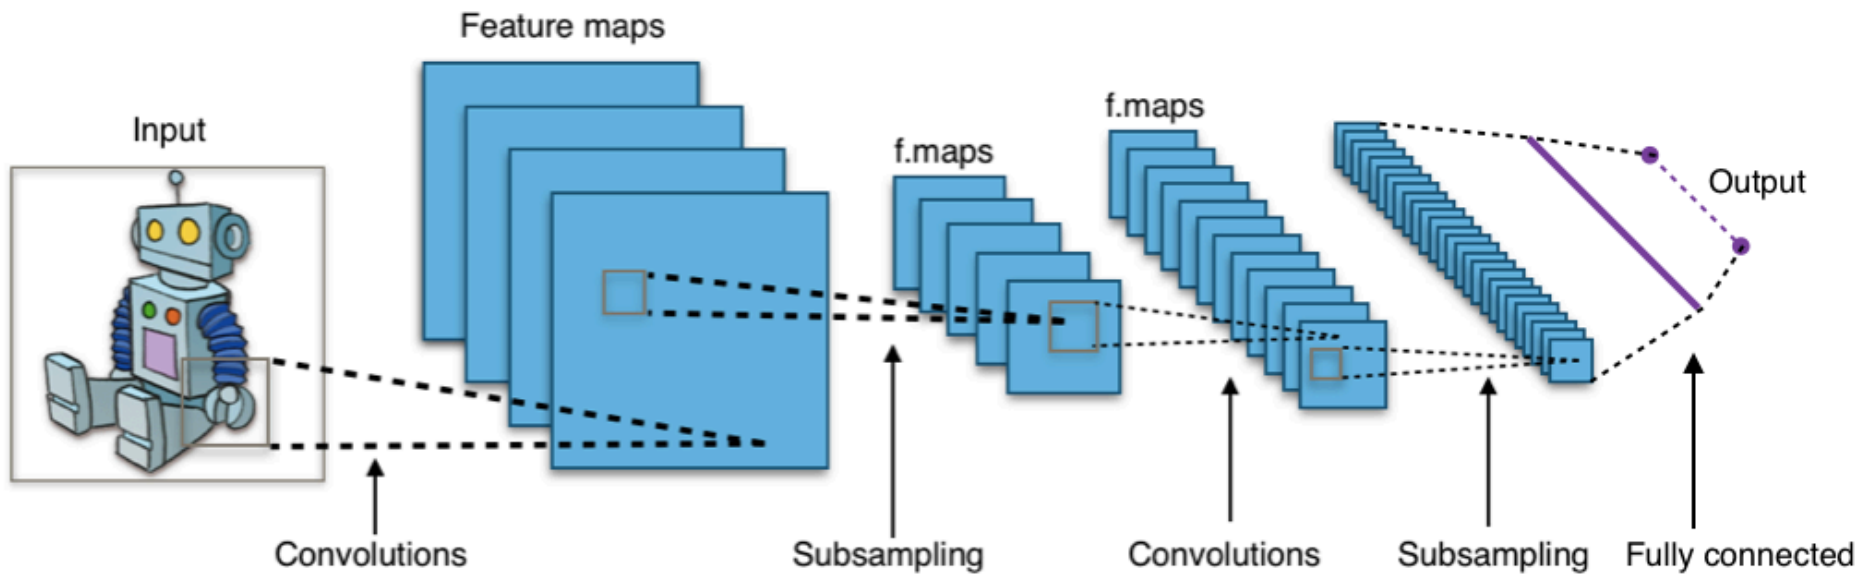 Feature maps
Input
f.maps
f.maps
Output
Convolutions
Subsampling
Convolutions
Subsampling
Fully connected